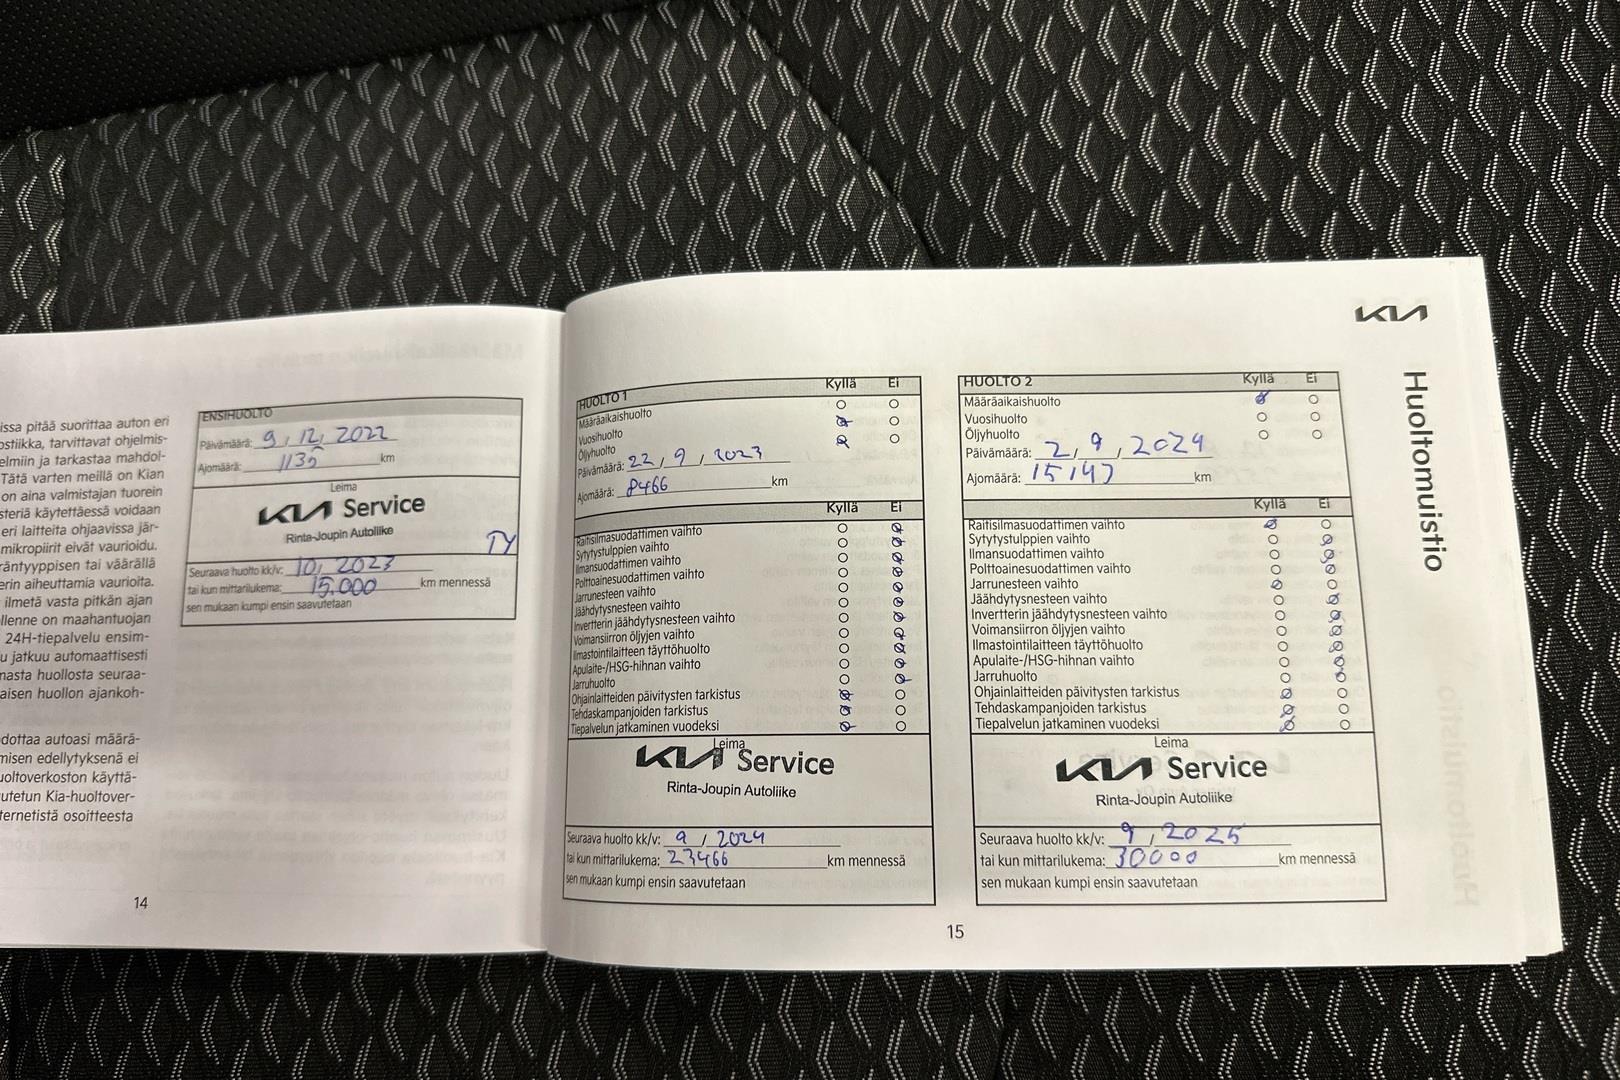 issa pitää suorittaa auton eri
ostiikka, tarvittavat ohjelmis-
elmiin ja tarkastaa mahdol-
Tätä varten meillä on Kian
on aina valmistajan tuorein
steriä käytettäessä voidaan
eri laitteita ohjaavissa jär-
mikropiirit eivät vaurioidu.
räntyyppisen tai väärällä
erin aiheuttamia vaurioita.
ilmetä vasta pitkän ajan
llenne on maahantuojan
24H-tiepalvelu ensim-
u jatkuu automaattisesti
nasta huollosta seuraa-
aisen huollon ajankoh-
dottaa autoasi määrä-
misen edellytyksenä ei
uoltoverkoston käyttä-
utetun Kia-huoltover-
ternetistä osoitteesta
14
ENSIHUOLTO
Päivämäärä: 9, 12, 2022
Ajomäärä: 1135 km
Leima
KIA Service
Rinta-Joupin Autoliike
TY
Seuraava huolto kk/v: 10, 2023
tai kun mittarilukema: 15.000 km mennessä
sen mukaan kumpi ensin saavutetaan
HUOLTO 1 Kyllä Ei
Määräaikaishuolto
Vuosihuolto
Öljyhuolto
Päivämäärä: 22, 9, 2023
Ajomäärä: 8466 km
Kyllä Ei
Raitisilmasuodattimen vaihto
Sytytystulppien vaihto
Ilmansuodattimen vaihto
Polttoainesuodattimen vaihto
Jarrunesteen vaihto
Jäähdytysnesteen vaihto
Invertterin jäähdytysnesteen vaihto
Voimansiirron öljyjen vaihto
Ilmastointilaitteen täyttöhuolto
Apulaite-/HSG-hihnan vaihto
Jarruhuolto
Ohjainlaitteiden päivitysten tarkistus
Tehdaskampanjoiden tarkistus
Tiepalvelun jatkaminen vuodeksi
Leima
KIA Service
Rinta-Joupin Autoliike
Seuraava huolto kk/v: 9 / 2024
tai kun mittarilukema: 23466 km mennessä
sen mukaan kumpi ensin saavutetaan
HUOLTO 2 Kyllä Ei
Määräaikaishuolto
Vuosihuolto
Öljyhuolto
Päivämäärä: 2, 9, 2024
Ajomäärä: 15147 km
Kyllä Ei
Raitisilmasuodattimen vaihto
Sytytystulppien vaihto
Ilmansuodattimen vaihto
Polttoainesuodattimen vaihto
Jarrunesteen vaihto
Jäähdytysnesteen vaihto
Invertterin jäähdytysnesteen vaihto
Voimansiirron öljyjen vaihto
Ilmastointilaitteen täyttöhuolto
Apulaite-/HSG-hihnan vaihto
Jarruhuolto
Ohjainlaitteiden päivitysten tarkistus
Tehdaskampanjoiden tarkistus
Tiepalvelun jatkaminen vuodeksi
Leima
KIA Service
Rinta-Joupin Autoliike
Seuraava huolto kk/v: 9, 2025
tai kun mittarilukema: 30000 km mennessä
sen mukaan kumpi ensin saavutetaan
15
KIA
Huoltomuistio